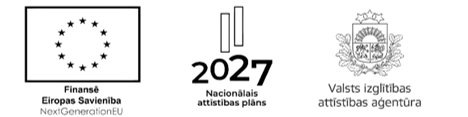 Finansē
Eiropas Savienība
NextGenerationEU
2027
Nacionālais
attīstības plāns
Valsts izglītības
attīstības aģentūra